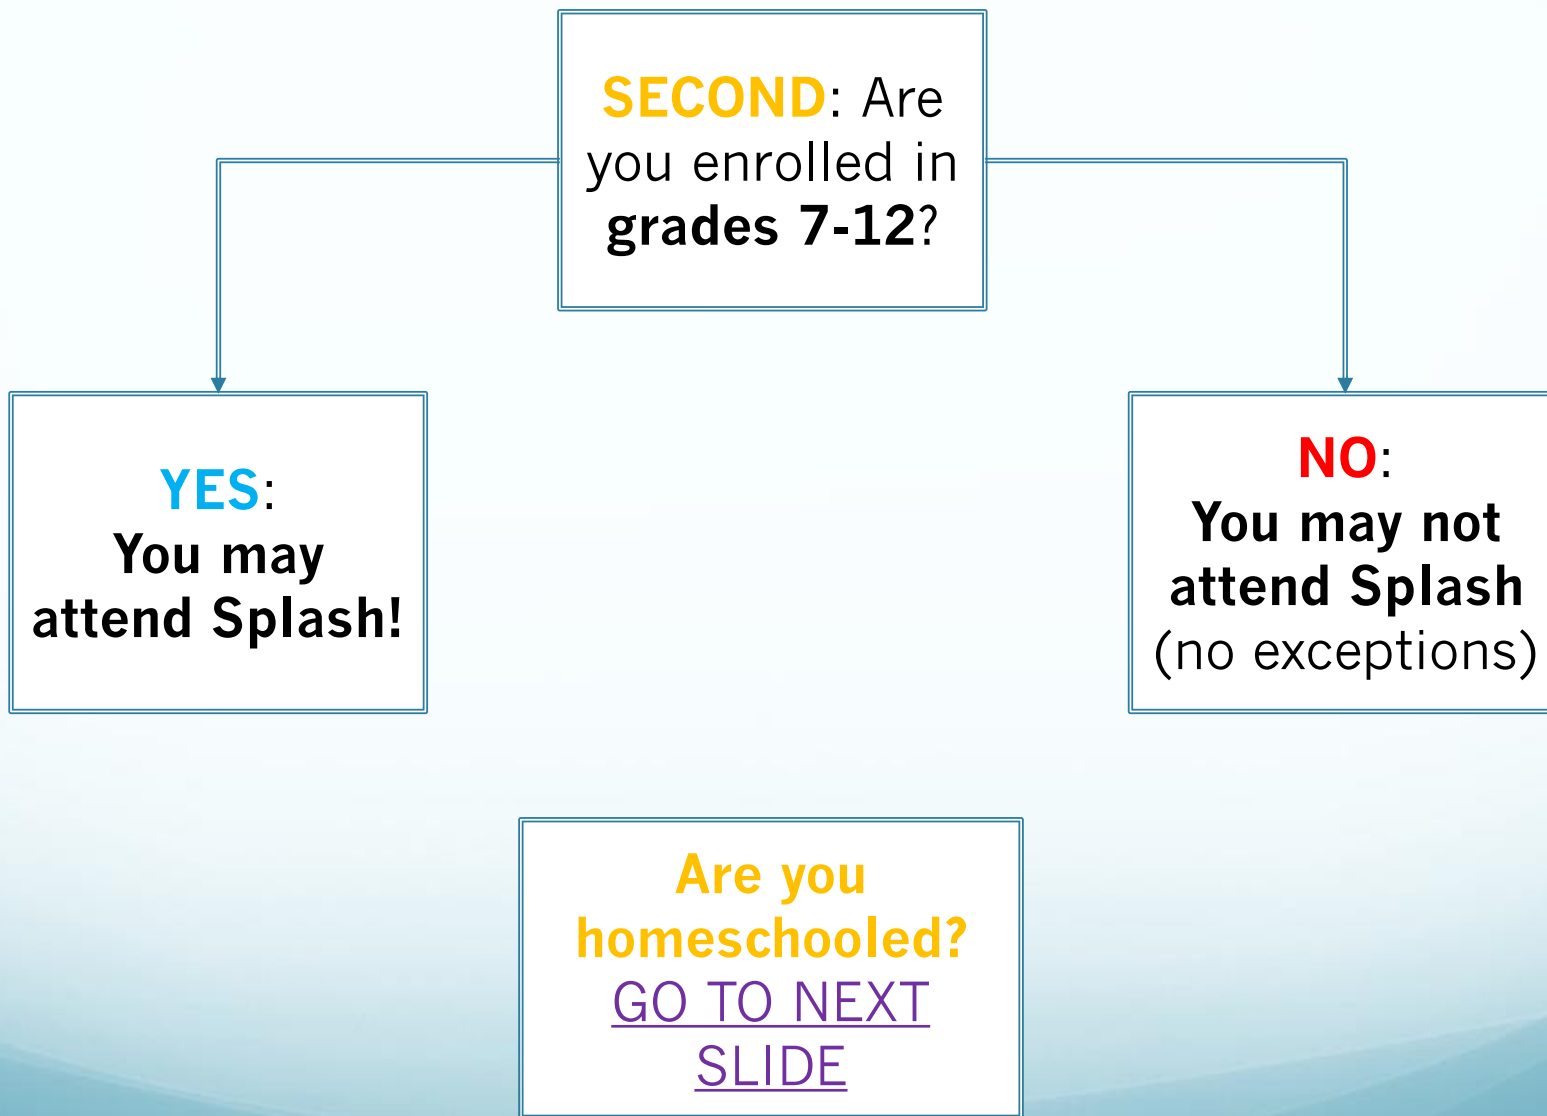 SECOND: Are
you enrolled in
grades 7-12?
YES:
You may
attend Splash!
NO:
You may not
attend Splash
(no exceptions)
Are you
homeschooled?
GO TO NEXT
SLIDE